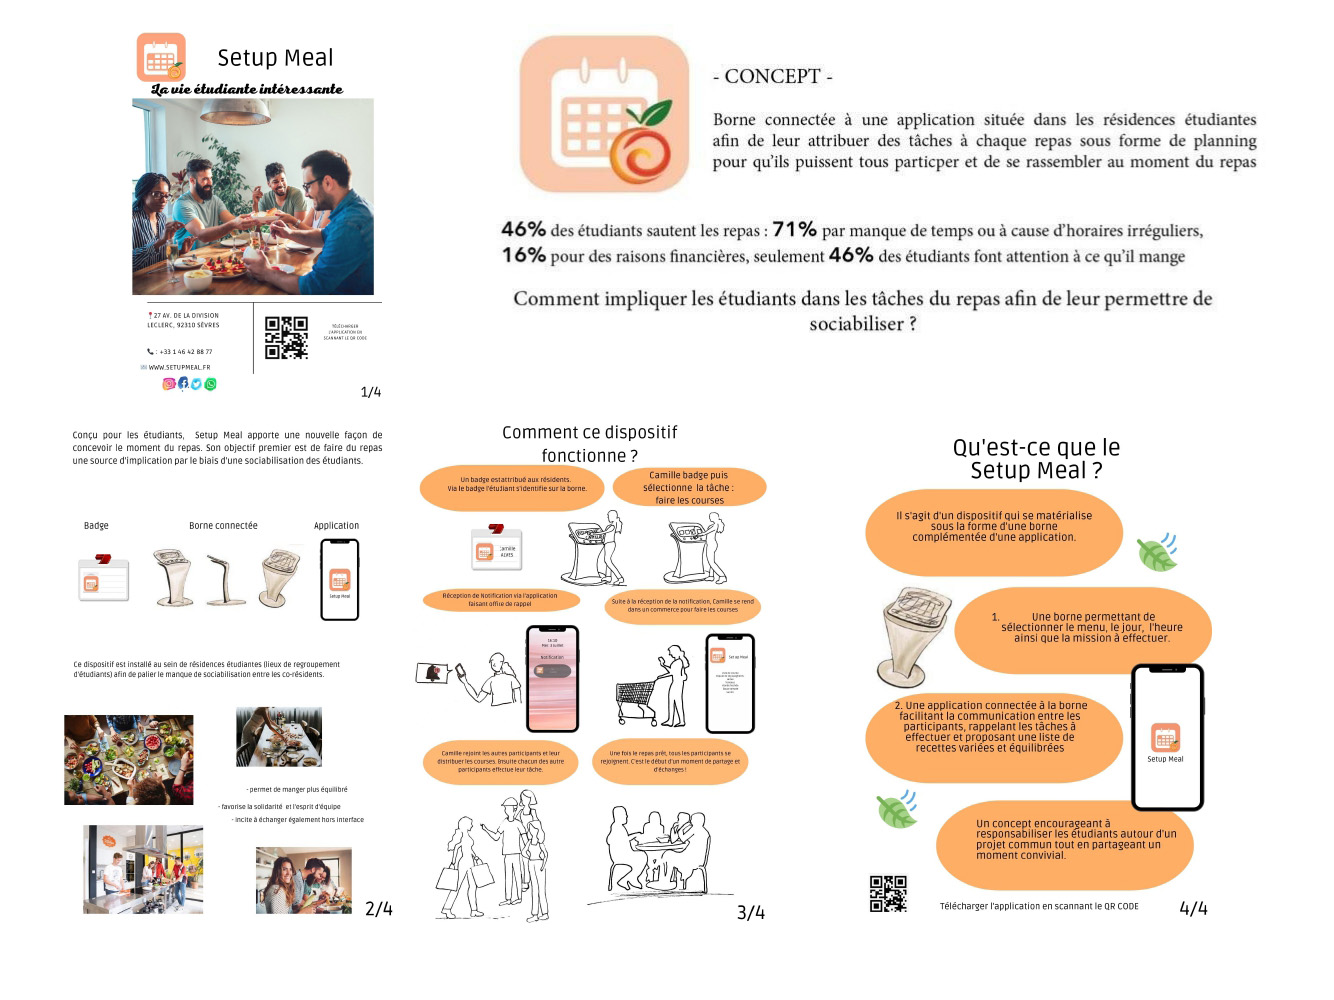 Setup Meal
La vie étudiante intéressante
27 AV. DE LA DIVISION
LECLERC, 92310 SÈVRES
: +33 1 46 42 88 77
WWW.SETUPMEAL.FR
TÉLÉCHARGER
L'APPLICATION EN
SCANNANT LE QR CODE
1/4
- CONCEPT -
Borne connectée à une application située dans les résidences étudiantes
afin de leur attribuer des tâches à chaque repas sous forme de planning
pour qu'ils puissent tous particper et de se rassembler au moment du repas
46% des étudiants sautent les repas : 71% par manque de temps ou à cause d'horaires irréguliers,
16% pour des raisons financières, seulement 46% des étudiants font attention à ce qu'il mange
Comment impliquer les étudiants dans les tâches du repas afin de leur permettre de
sociabiliser ?
Conçu pour les étudiants, Setup Meal apporte une nouvelle façon de
concevoir le moment du repas. Son objectif premier est de faire du repas
une source d'implication par le biais d'une sociabilisation des étudiants.
Badge
Borne connectée
Application
Setup Meal
Ce dispositif est installé au sein de résidences étudiantes (lieux de regroupement
d'étudiants) afin de palier le manque de sociabilisation entre les co-résidents.
- permet de manger plus équilibré
- favorise la solidarité et l'esprit d'équipe
- incite à échanger également hors interface
2/4
Comment ce dispositif
fonctionne ?
Un badge estattribué aux résidents.
Via le badge l'étudiant s'identifie sur la borne.
Camille badge puis
sélectionne la tâche :
faire les courses
Camille
ALVES
Réception de Notification via l'application
faisant office de rappel
Suite à la réception de la notification, Camille se rend
dans un commerce pour faire les courses
Notification
Setup Meal
Camille rejoint les autres participants et leur
distribuer les courses. Ensuite chacun des autre
participants effectue leur tâche.
Une fois le repas prêt, tous les participants se
rejoignent. C'est le début d'un moment de partage et
d'échanges !
3/4
Qu'est-ce que le
Setup Meal ?
Il s'agit d'un dispositif qui se matérialise
sous la forme d'une borne
complémentée d'une application.
1. Une borne permettant de
sélectionner le menu, le jour, l'heure
ainsi que la mission à effectuer.
2. Une application connectée à la borne
facilitant la communication entre les
participants, rappelant les tâches à
effectuer et proposant une liste de
recettes variées et équilibrées
Setup Meal
Un concept encourageant à
responsabiliser les étudiants autour d'un
projet commun tout en partageant un
moment convivial.
Télécharger l'application en scannant le QR CODE
4/4